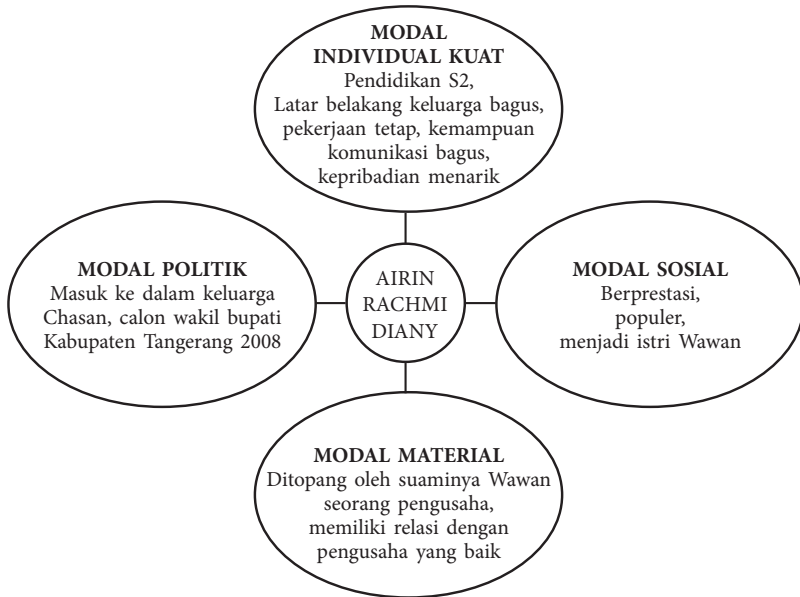 MODAL
INDIVIDUAL KUAT
Pendidikan S2,
Latar belakang keluarga bagus,
pekerjaan tetap, kemampuan
komunikasi bagus,
kepribadian menarik
MODAL POLITIK
Masuk ke dalam keluarga
Chasan, calon wakil bupati
Kabupaten Tangerang 2008
AIRIN
RACHMI
DIANY
MODAL SOSIAL
Berprestasi,
populer,
menjadi istri Wawan
MODAL MATERIAL
Ditopang oleh suaminya Wawan
seorang pengusaha,
memiliki relasi dengan
pengusaha yang baik